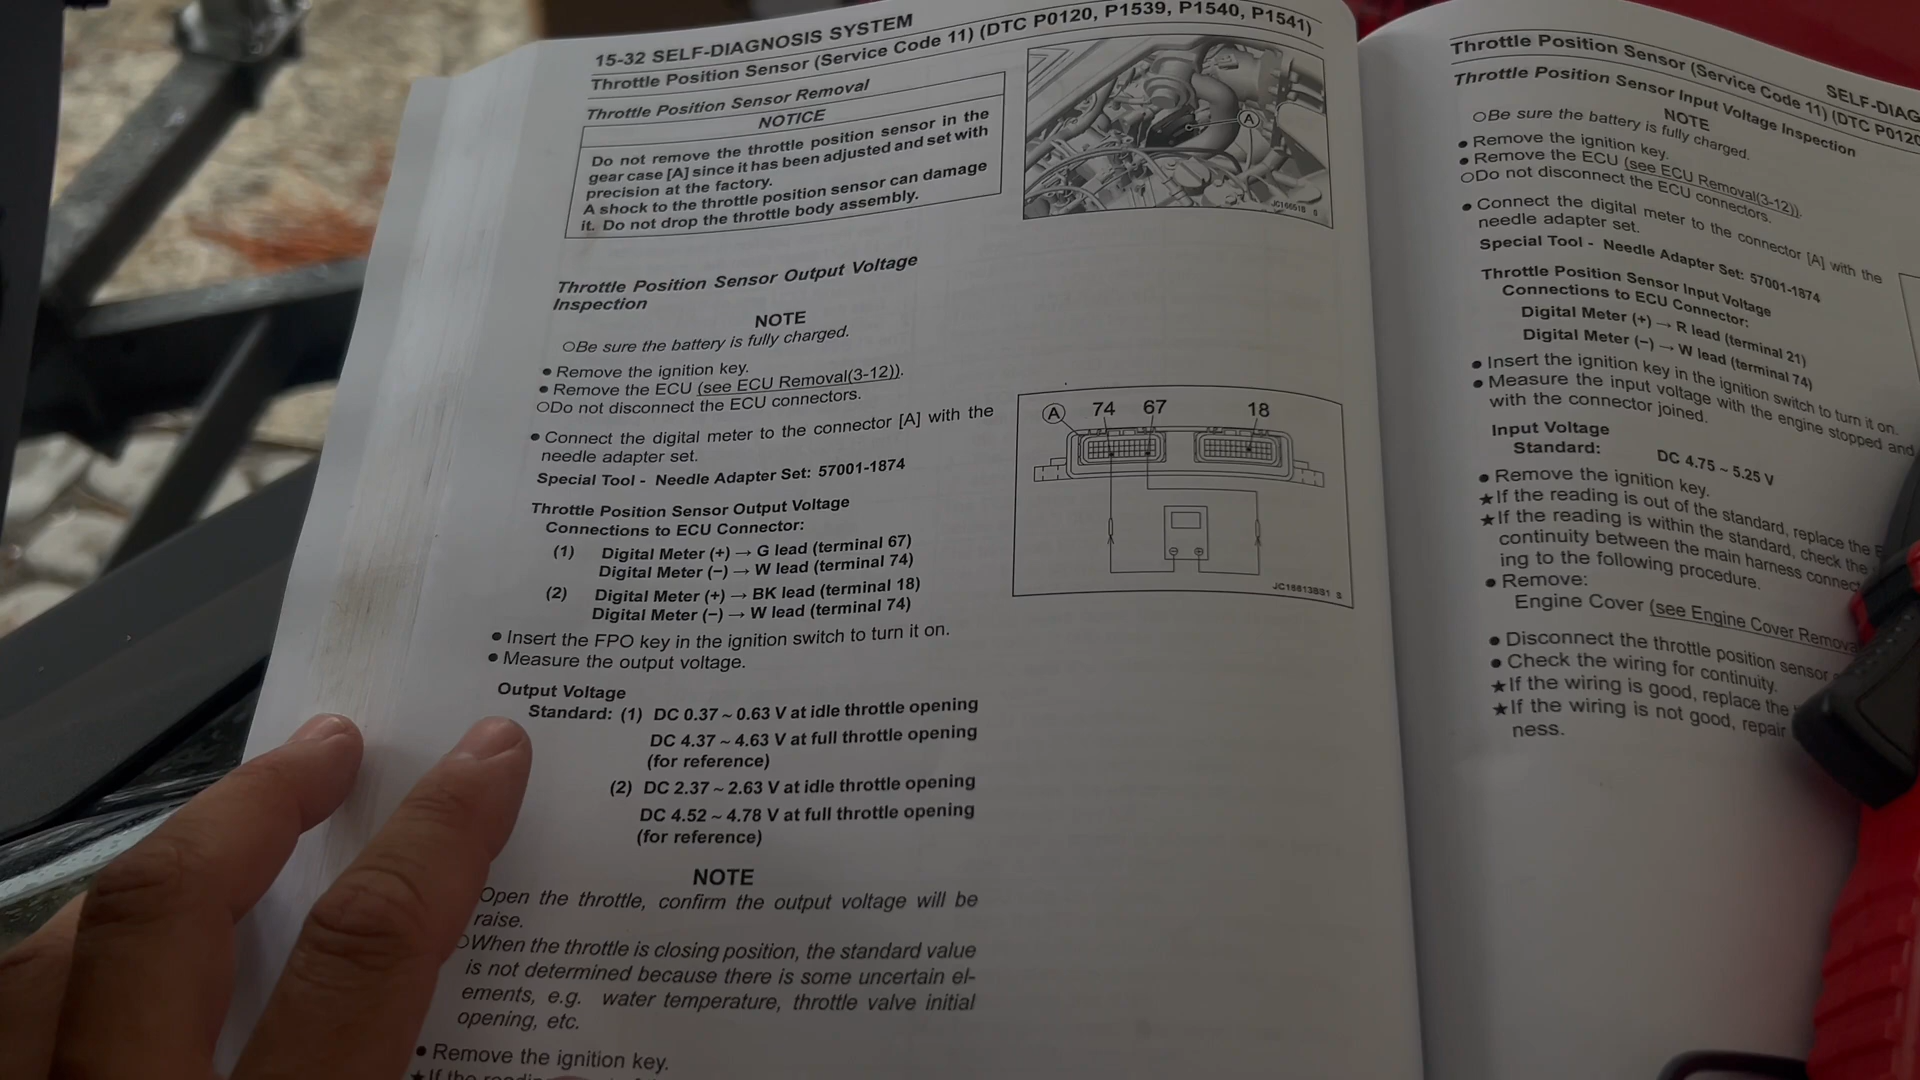 15-32 SELF-DIAGNOSIS SYSTEM
Throttle Position Sensor (Service Code 11) (DTC P0120, P1539, P1540, P1541)
Throttle Position Sensor Removal
NOTICE
Do not remove the throttle position sensor in the
gear case [A] since it has been adjusted and set with
precision at the factory.
A shock to the throttle position sensor can damage
it. Do not drop the throttle body assembly.
A
JC16651B S
Throttle Position Sensor Output Voltage
Inspection
NOTE
○Be sure the battery is fully charged.
• Remove the ignition key.
• Remove the ECU (see ECU Removal(3-12)).
○Do not disconnect the ECU connectors.
• Connect the digital meter to the connector [A] with the
needle adapter set.
Special Tool - Needle Adapter Set: 57001-1874
Throttle Position Sensor Output Voltage
Connections to ECU Connector:
(1) Digital Meter (+) → G lead (terminal 67)
Digital Meter (−) → W lead (terminal 74)
(2) Digital Meter (+) → BK lead (terminal 18)
Digital Meter (−) → W lead (terminal 74)
• Insert the FPO key in the ignition switch to turn it on.
• Measure the output voltage.
Output Voltage
Standard: (1) DC 0.37 ~ 0.63 V at idle throttle opening
DC 4.37 ~ 4.63 V at full throttle opening
(for reference)
(2) DC 2.37 ~ 2.63 V at idle throttle opening
DC 4.52 ~ 4.78 V at full throttle opening
(for reference)
NOTE
Open the throttle, confirm the output voltage will be
raise.
○When the throttle is closing position, the standard value
is not determined because there is some uncertain el-
ements, e.g. water temperature, throttle valve initial
opening, etc.
• Remove the ignition key.
★If the
A 74 67 18
JC16613BS1 S
SELF-DIAG
Throttle Position Sensor (Service Code 11) (DTC P0120
Throttle Position Sensor Input Voltage Inspection
NOTE
○Be sure the battery is fully charged.
• Remove the ignition key.
• Remove the ECU (see ECU Removal(3-12)).
○Do not disconnect the ECU connectors.
• Connect the digital meter to the connector [A] with the
needle adapter set.
Special Tool - Needle Adapter Set: 57001-1874
Throttle Position Sensor Input Voltage
Connections to ECU Connector:
Digital Meter (+) → R lead (terminal 21)
Digital Meter (−) → W lead (terminal 74)
• Insert the ignition key in the ignition switch to turn it on.
• Measure the input voltage with the engine stopped and
with the connector joined.
Input Voltage
Standard: DC 4.75 ~ 5.25 V
• Remove the ignition key.
★If the reading is out of the standard, replace the
★If the reading is within the standard, check the
continuity between the main harness connec
ing to the following procedure.
• Remove:
Engine Cover (see Engine Cover Remova
• Disconnect the throttle position sensor
• Check the wiring for continuity.
★If the wiring is good, replace the
★If the wiring is not good, repair
ness.